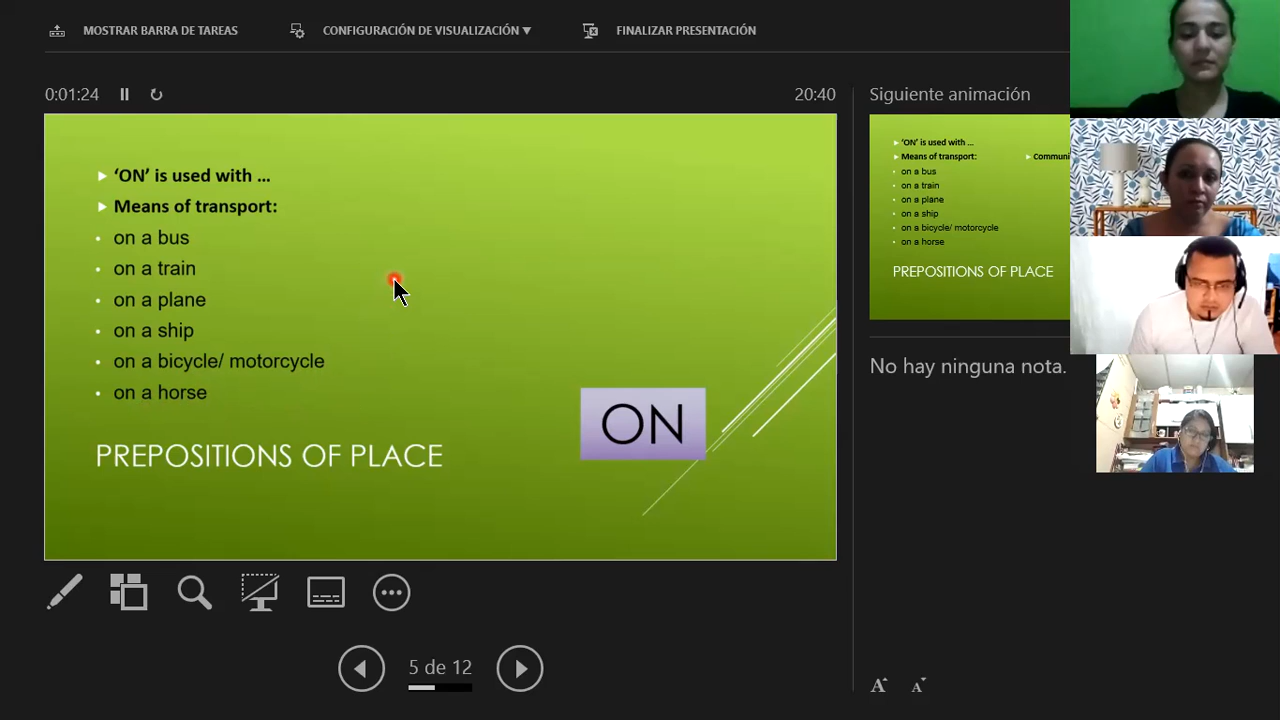 MOSTRAR BARRA DE TAREAS
CONFIGURACIÓN DE VISUALIZACIÓN ▼
FINALIZAR PRESENTACIÓN
0:01:24
20:40
‘ON’ is used with ...
Means of transport:
on a bus
on a train
on a plane
on a ship
on a bicycle/ motorcycle
on a horse
PREPOSITIONS OF PLACE
ON
5 de 12
Siguiente animación
‘ON’ is used with ...
Means of transport:
Communi
on a bus
on a train
on a plane
on a ship
on a bicycle/ motorcycle
on a horse
PREPOSITIONS OF PLACE
No hay ninguna nota.
A A